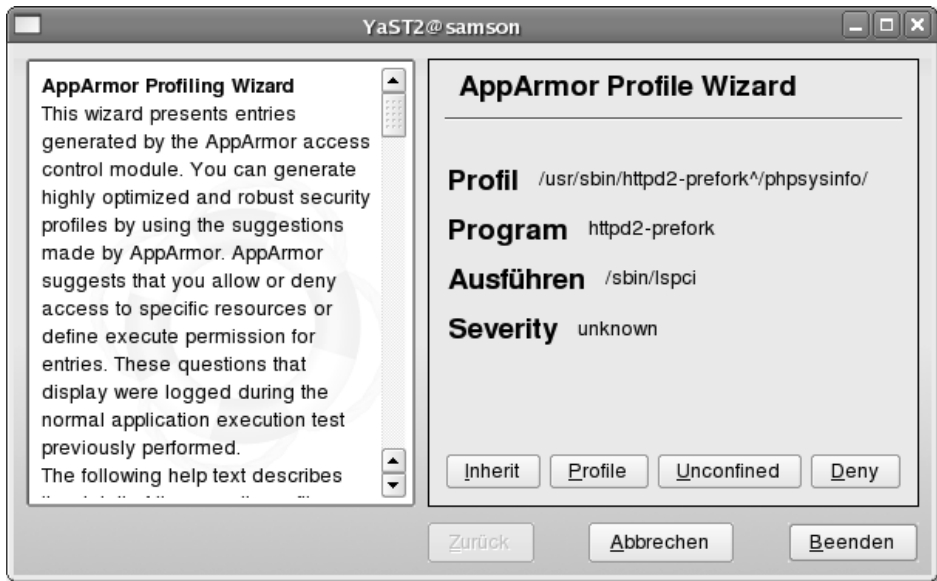 YaST2@samson
AppArmor Profiling Wizard
This wizard presents entries
generated by the AppArmor access
control module. You can generate
highly optimized and robust security
profiles by using the suggestions
made by AppArmor. AppArmor
suggests that you allow or deny
access to specific resources or
define execute permission for
entries. These questions that
display were logged during the
normal application execution test
previously performed.
The following help text describes
AppArmor Profile Wizard
Profil /usr/sbin/httpd2-prefork^/phpsysinfo/
Program httpd2-prefork
Ausführen /sbin/lspci
Severity unknown
Inherit Profile Unconfined Deny
Zurück Abbrechen Beenden